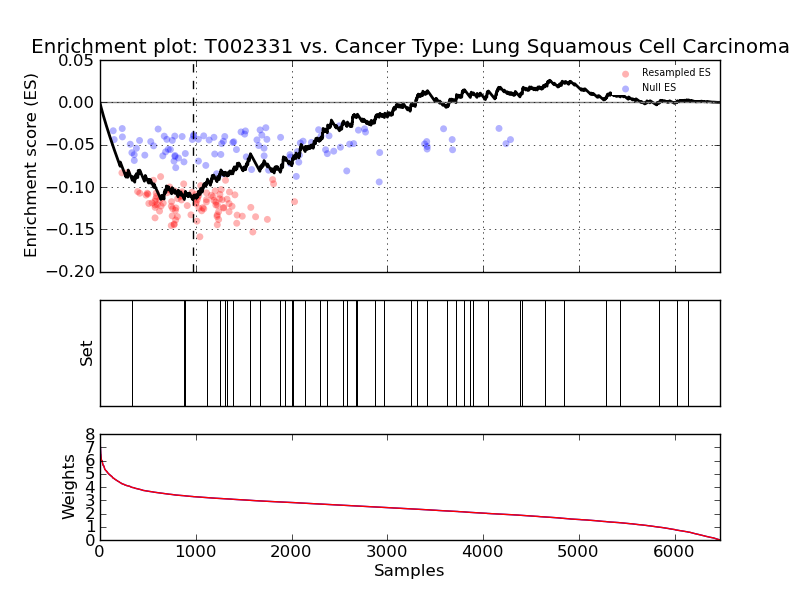 Enrichment plot: T002331 vs. Cancer Type: Lung Squamous Cell Carcinoma
Enrichment score (ES)
0.05
0.00
−0.05
−0.10
−0.15
−0.20
Resampled ES
Null ES
Set
Weights
8
7
6
5
4
3
2
1
0
0 1000 2000 3000 4000 5000 6000
Samples